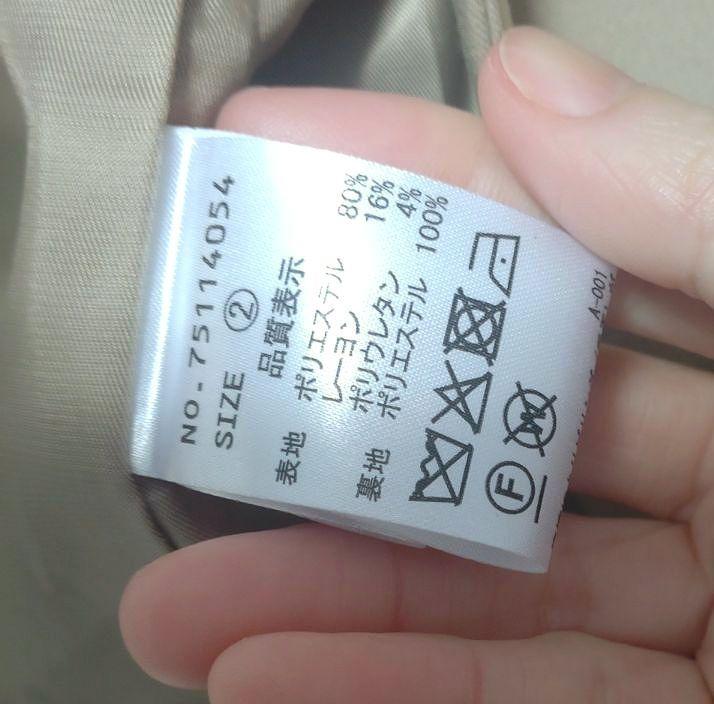 NO.-75114054
SIZE ②
品質表示
表地 ポリエステル 80%
レーヨン 16%
ポリウレタン 4%
裏地 ポリエステル 100%
W
F
A-001